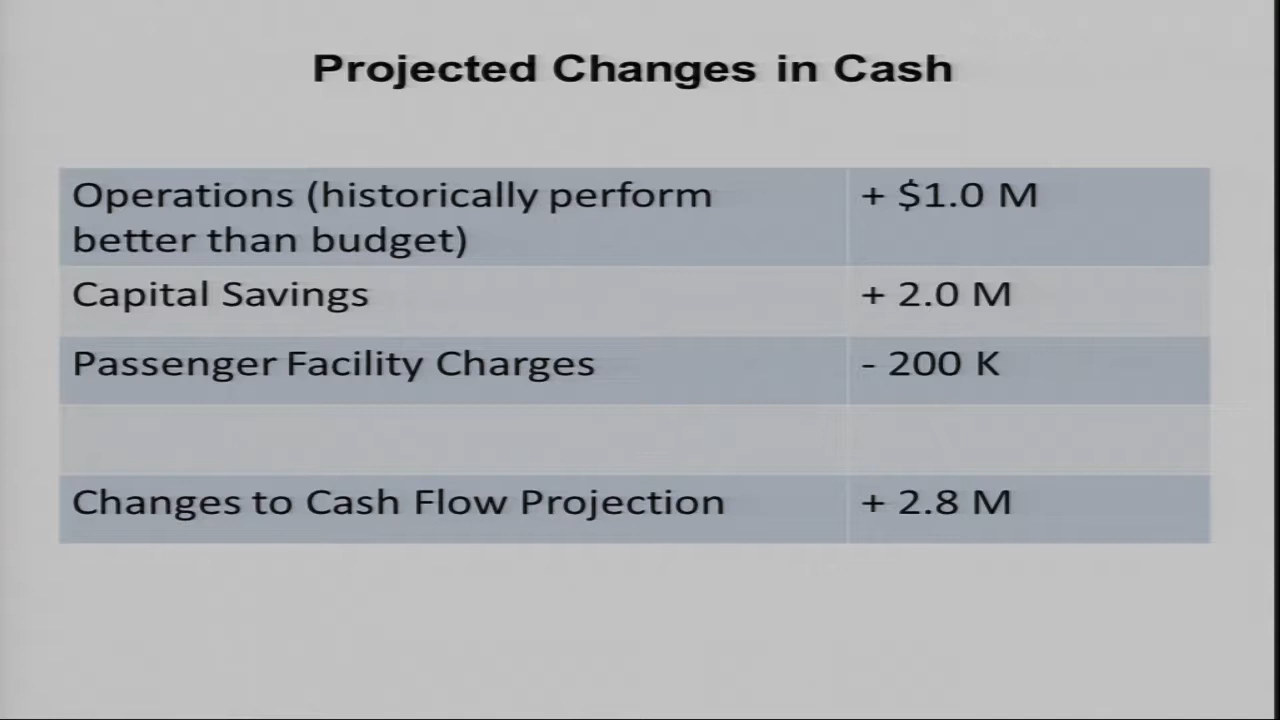 Projected Changes in Cash
Operations (historically perform
better than budget)
+ $1.0 M
Capital Savings
+ 2.0 M
Passenger Facility Charges
- 200 K
Changes to Cash Flow Projection
+ 2.8 M